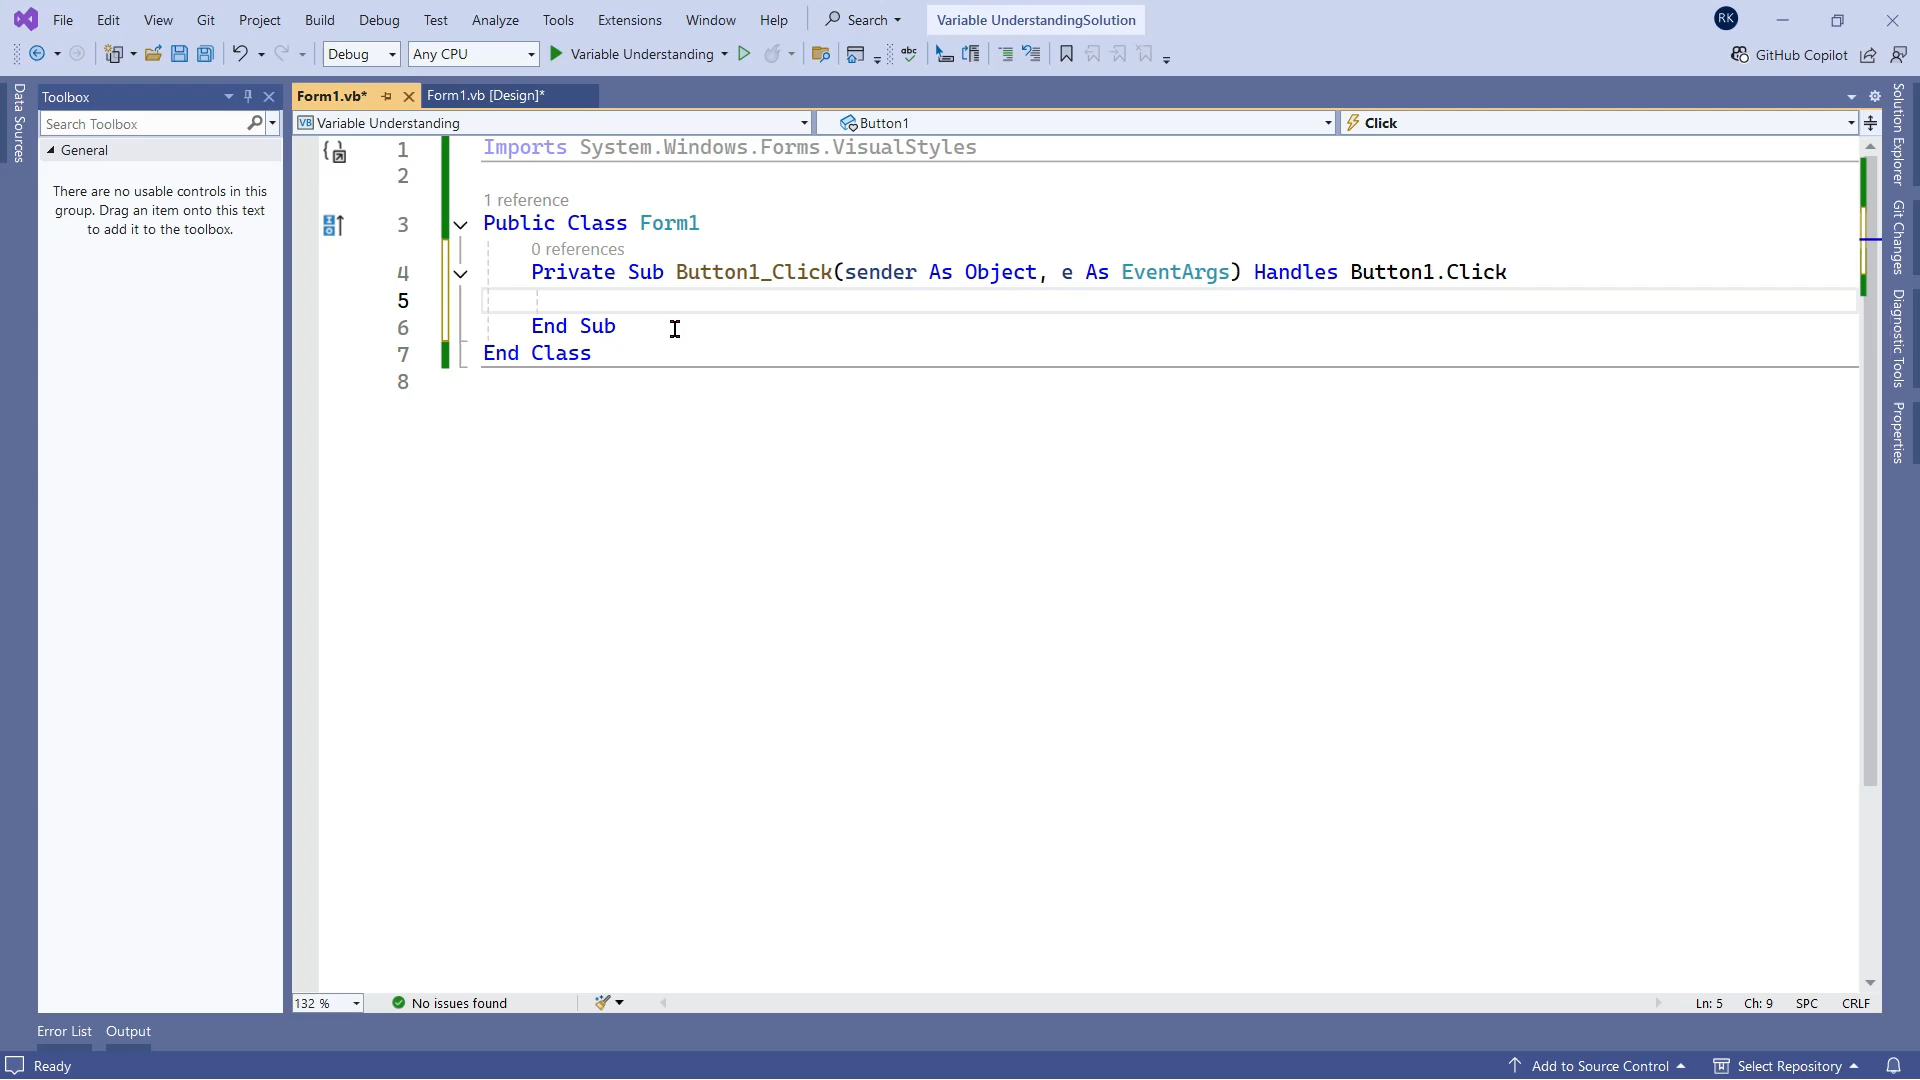 File Edit View Git Project Build Debug Test Analyze Tools Extensions Window Help Search Variable UnderstandingSolution RK
Debug Any CPU Variable Understanding abc GitHub Copilot
Data Sources
Toolbox
Search Toolbox
General
There are no usable controls in this
group. Drag an item onto this text
to add it to the toolbox.
Form1.vb* Form1.vb [Design]*
VB Variable Understanding Button1 Click
1 Imports System.Windows.Forms.VisualStyles
2
1 reference
3 Public Class Form1
0 references
4 Private Sub Button1_Click(sender As Object, e As EventArgs) Handles Button1.Click
5
6 End Sub
7 End Class
8
Solution Explorer
Git Changes
Diagnostic Tools
Properties
132 % No issues found Ln: 5 Ch: 9 SPC CRLF
Error List Output
Ready Add to Source Control Select Repository